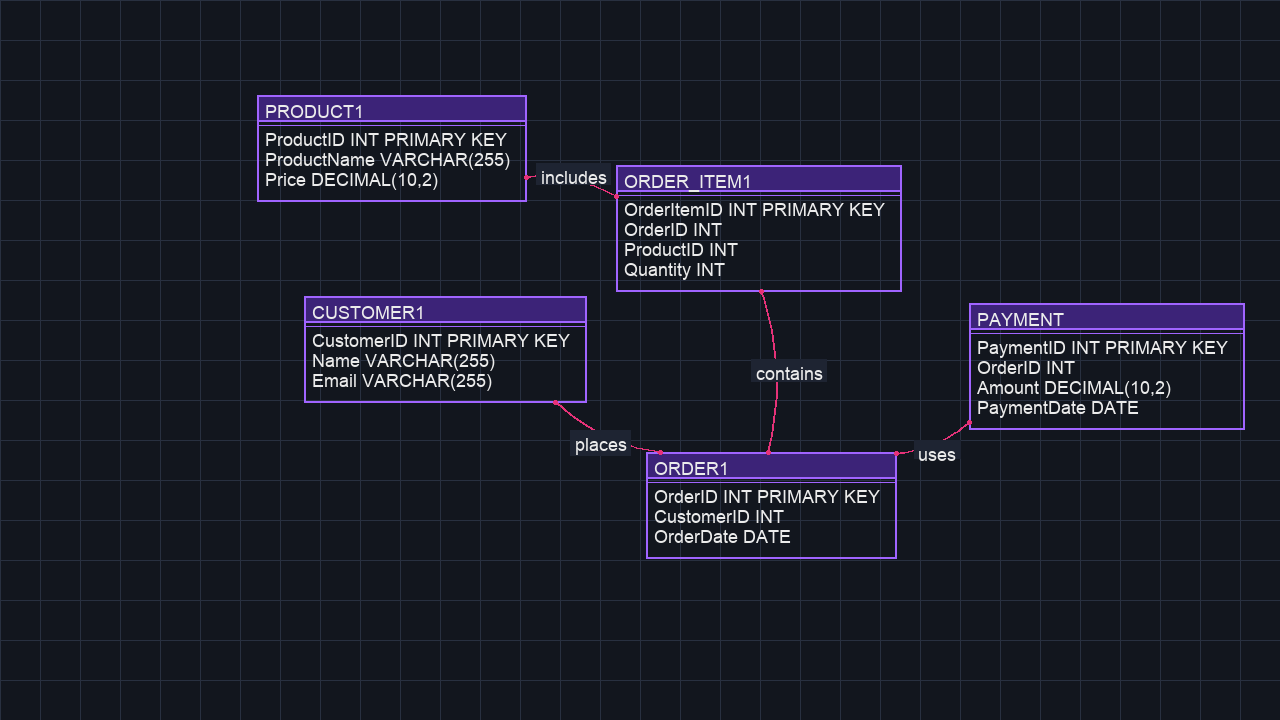 PRODUCT1
ProductID INT PRIMARY KEY
ProductName VARCHAR(255)
Price DECIMAL(10,2)
includes
ORDER_ITEM1
OrderItemID INT PRIMARY KEY
OrderID INT
ProductID INT
Quantity INT
CUSTOMER1
CustomerID INT PRIMARY KEY
Name VARCHAR(255)
Email VARCHAR(255)
PAYMENT
PaymentID INT PRIMARY KEY
OrderID INT
Amount DECIMAL(10,2)
PaymentDate DATE
contains
places
uses
ORDER1
OrderID INT PRIMARY KEY
CustomerID INT
OrderDate DATE